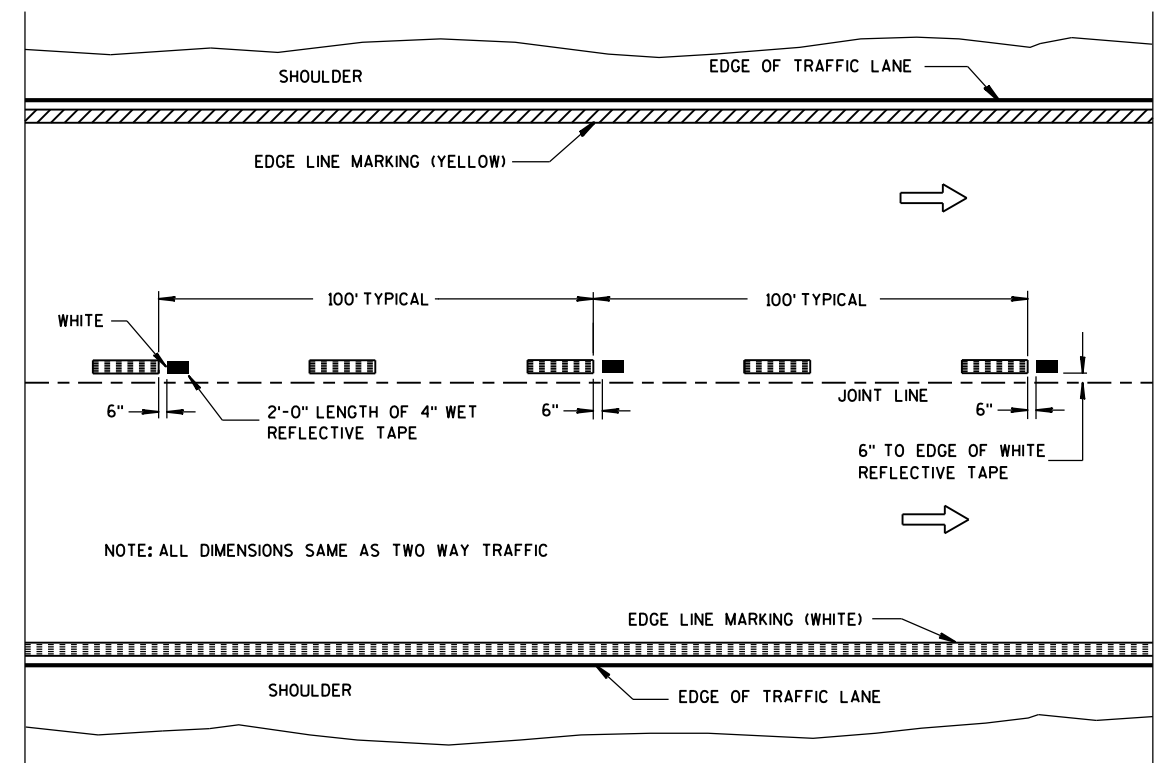 EDGE OF TRAFFIC LANE
SHOULDER
EDGE LINE MARKING (YELLOW)
100' TYPICAL
100' TYPICAL
WHITE
JOINT LINE
6"
2'-0" LENGTH OF 4" WET
REFLECTIVE TAPE
6"
6"
6" TO EDGE OF WHITE
REFLECTIVE TAPE
NOTE: ALL DIMENSIONS SAME AS TWO WAY TRAFFIC
EDGE LINE MARKING (WHITE)
SHOULDER
EDGE OF TRAFFIC LANE